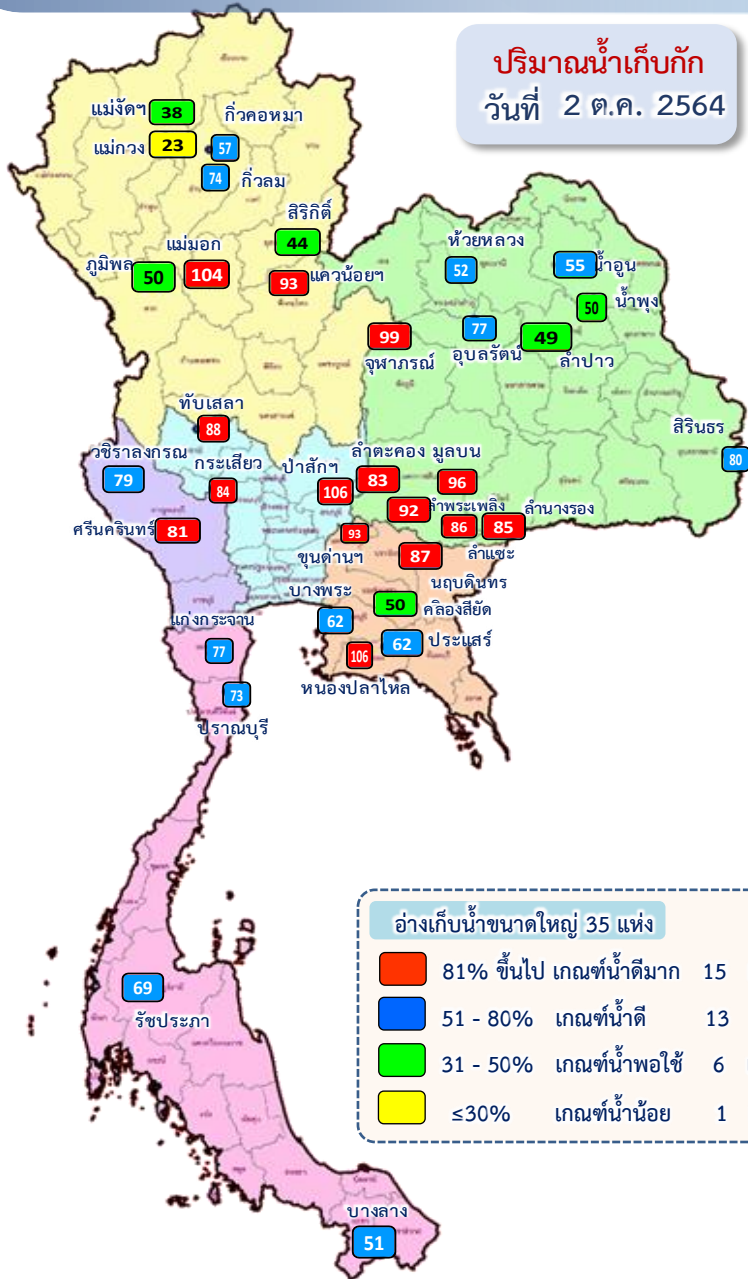 ปริมาณน้ำเก็บกัก
วันที่ 2 ต.ค. 2564
แม่งัดฯ 38
กิ่วคอหมา 57
แม่กวง 23
74 กิ่วลม
สิริกิติ์
44
แม่มอก
104
ภูมิพล
50
93 แควน้อยฯ
ห้วยหลวง
52
55 น้ำอูน
50 น้ำพุง
77
อุบลรัตน์
49
ลำปาว
99
จุฬาภรณ์
ทับเสลา
88
สิรินธร
80
วชิราลงกรณ
79
กระเสียว
84
ป่าสักฯ
106
ลำตะคอง
83
มูลบน
96
ลำพระเพลิง
92
86
ลำแซะ
ลำนางรอง
85
ศรีนครินทร์ 81
93
ขุนด่านฯ
87
นฤบดินทร
บางพระ
62
50 คลองสียัด
62 ประแสร์
106
หนองปลาไหล
แก่งกระจาน
77
73
ปราณบุรี
69
รัชประภา
บางลาง
51
อ่างเก็บน้ำขนาดใหญ่ 35 แห่ง
81% ขึ้นไป เกณฑ์น้ำดีมาก 15
51 - 80% เกณฑ์น้ำดี 13
31 - 50% เกณฑ์น้ำพอใช้ 6
≤30% เกณฑ์น้ำน้อย 1